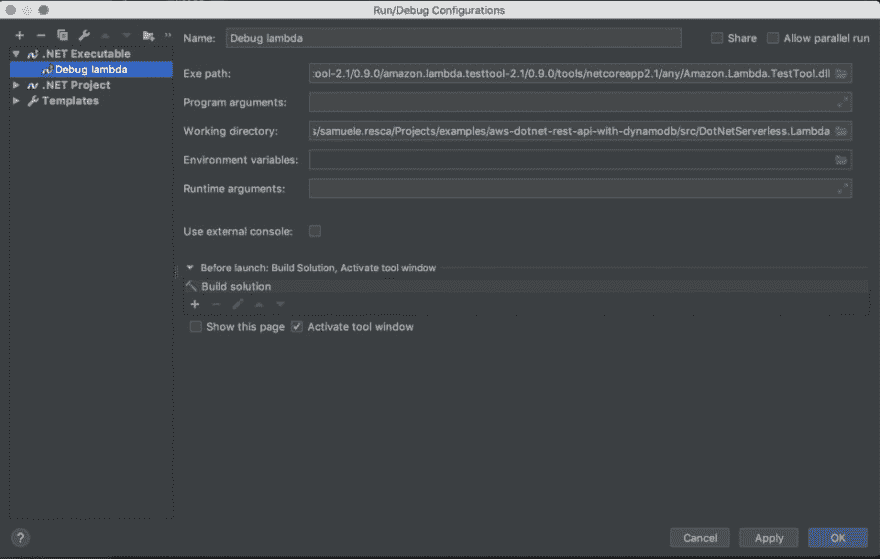 Run/Debug Configurations
Name: Debug lambda Share Allow parallel run
.NET Executable
Debug lambda
.NET Project
Templates
Exe path: :ool-2.1/0.9.0/amazon.lambda.testtool-2.1/0.9.0/tools/netcoreapp2.1/any/Amazon.Lambda.TestTool.dll
Program arguments:
Working directory: s/samuele.resca/Projects/examples/aws-dotnet-rest-api-with-dynamodb/src/DotNetServerless.Lambda
Environment variables:
Runtime arguments:
Use external console:
Before launch: Build Solution, Activate tool window
Build solution
Show this page Activate tool window
? Cancel Apply OK